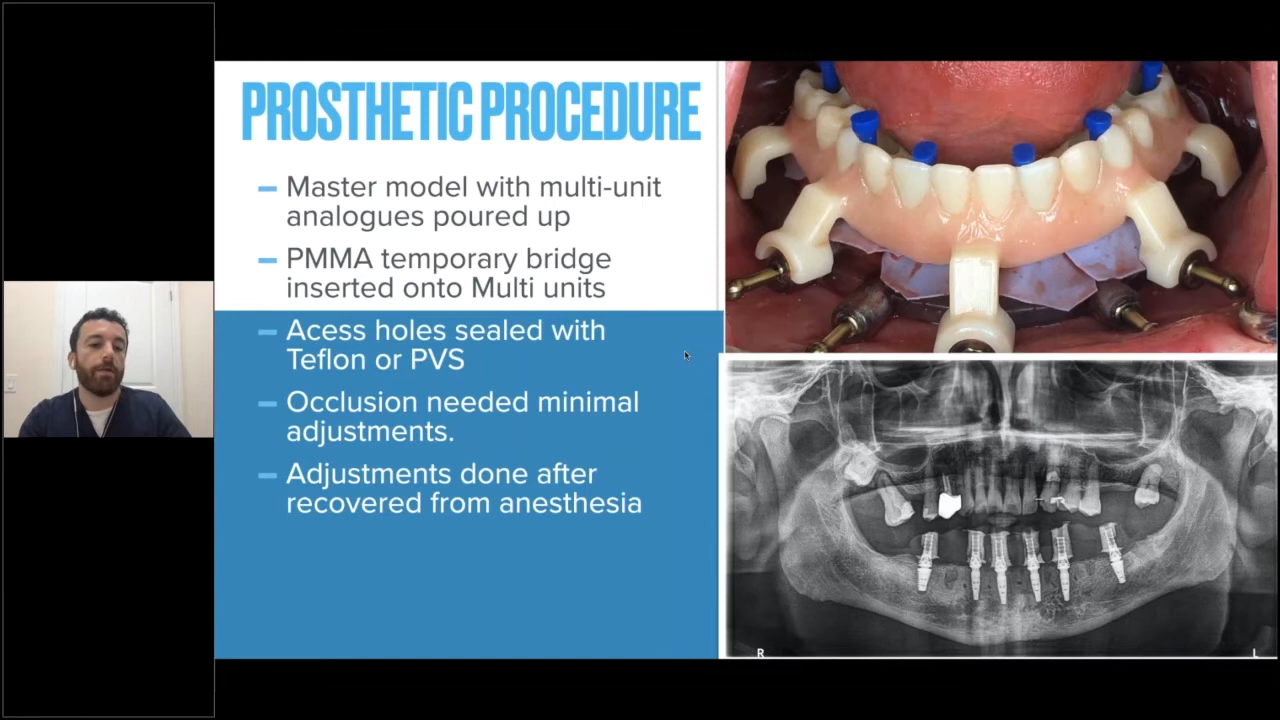 PROSTHETIC PROCEDURE
– Master model with multi-unit
analogues poured up
– PMMA temporary bridge
inserted onto Multi units
– Acess holes sealed with
Teflon or PVS
– Occlusion needed minimal
adjustments.
– Adjustments done after
recovered from anesthesia
R
L